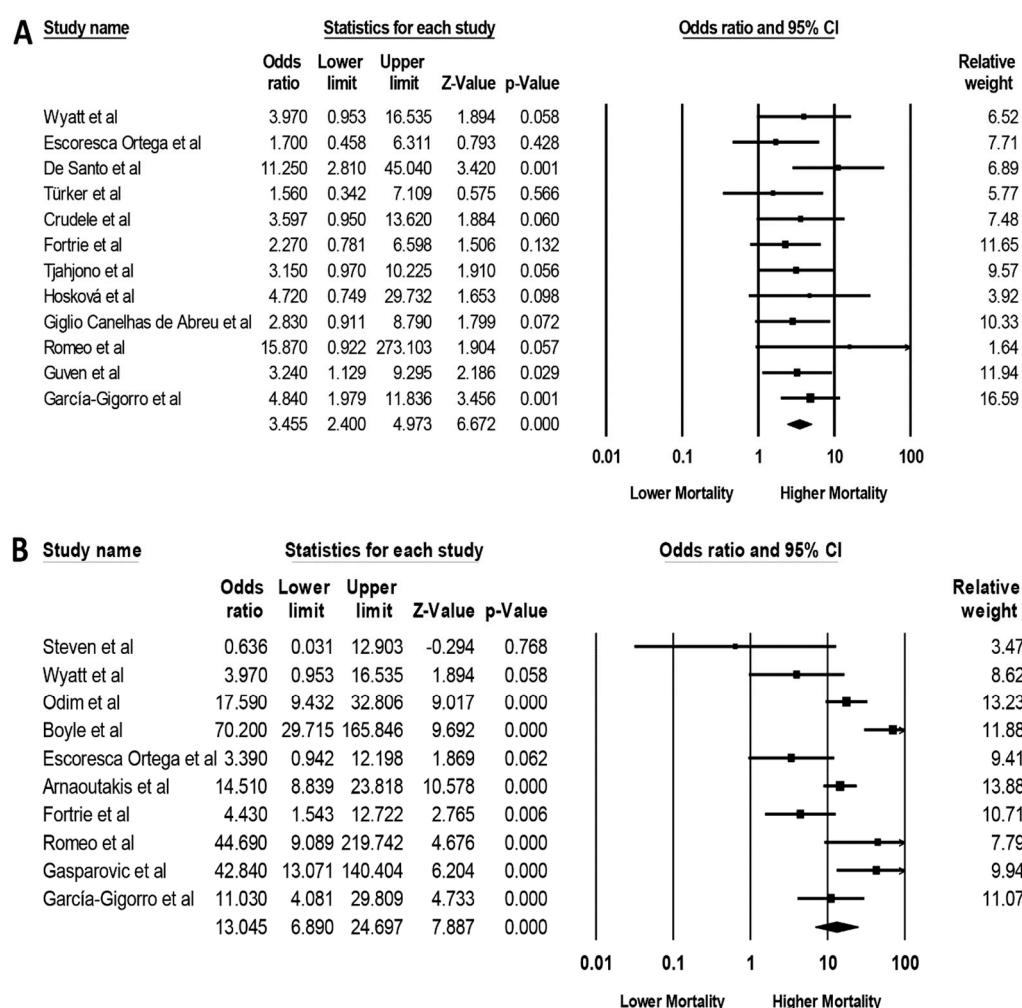 A Study name Statistics for each study Odds ratio and 95% CI
Odds ratio Lower limit Upper limit Z-Value p-Value Relative weight
Wyatt et al 3.970 0.953 16.535 1.894 0.058 6.52
Escoresca Ortega et al 1.700 0.458 6.311 0.793 0.428 7.71
De Santo et al 11.250 2.810 45.040 3.420 0.001 6.89
Türker et al 1.560 0.342 7.109 0.575 0.566 5.77
Crudele et al 3.597 0.950 13.620 1.884 0.060 7.48
Fortrie et al 2.270 0.781 6.598 1.506 0.132 11.65
Tjahjono et al 3.150 0.970 10.225 1.910 0.056 9.57
Hosková et al 4.720 0.749 29.732 1.653 0.098 3.92
Giglio Canelhas de Abreu et al 2.830 0.911 8.790 1.799 0.072 10.33
Romeo et al 15.870 0.922 273.103 1.904 0.057 1.64
Guven et al 3.240 1.129 9.295 2.186 0.029 11.94
García-Gigorro et al 4.840 1.979 11.836 3.456 0.001 16.59
3.455 2.400 4.973 6.672 0.000
0.01 0.1 1 10 100
Lower Mortality Higher Mortality
B Study name Statistics for each study Odds ratio and 95% CI
Odds ratio Lower limit Upper limit Z-Value p-Value Relative weight
Steven et al 0.636 0.031 12.903 -0.294 0.768 3.47
Wyatt et al 3.970 0.953 16.535 1.894 0.058 8.62
Odim et al 17.590 9.432 32.806 9.017 0.000 13.23
Boyle et al 70.200 29.715 165.846 9.692 0.000 11.88
Escoresca Ortega et al 3.390 0.942 12.198 1.869 0.062 9.41
Arnaoutakis et al 14.510 8.839 23.818 10.578 0.000 13.88
Fortrie et al 4.430 1.543 12.722 2.765 0.006 10.71
Romeo et al 44.690 9.089 219.742 4.676 0.000 7.79
Gasparovic et al 42.840 13.071 140.404 6.204 0.000 9.94
García-Gigorro et al 11.030 4.081 29.809 4.733 0.000 11.07
13.045 6.890 24.697 7.887 0.000
0.01 0.1 1 10 100
Lower Mortality Higher Mortality